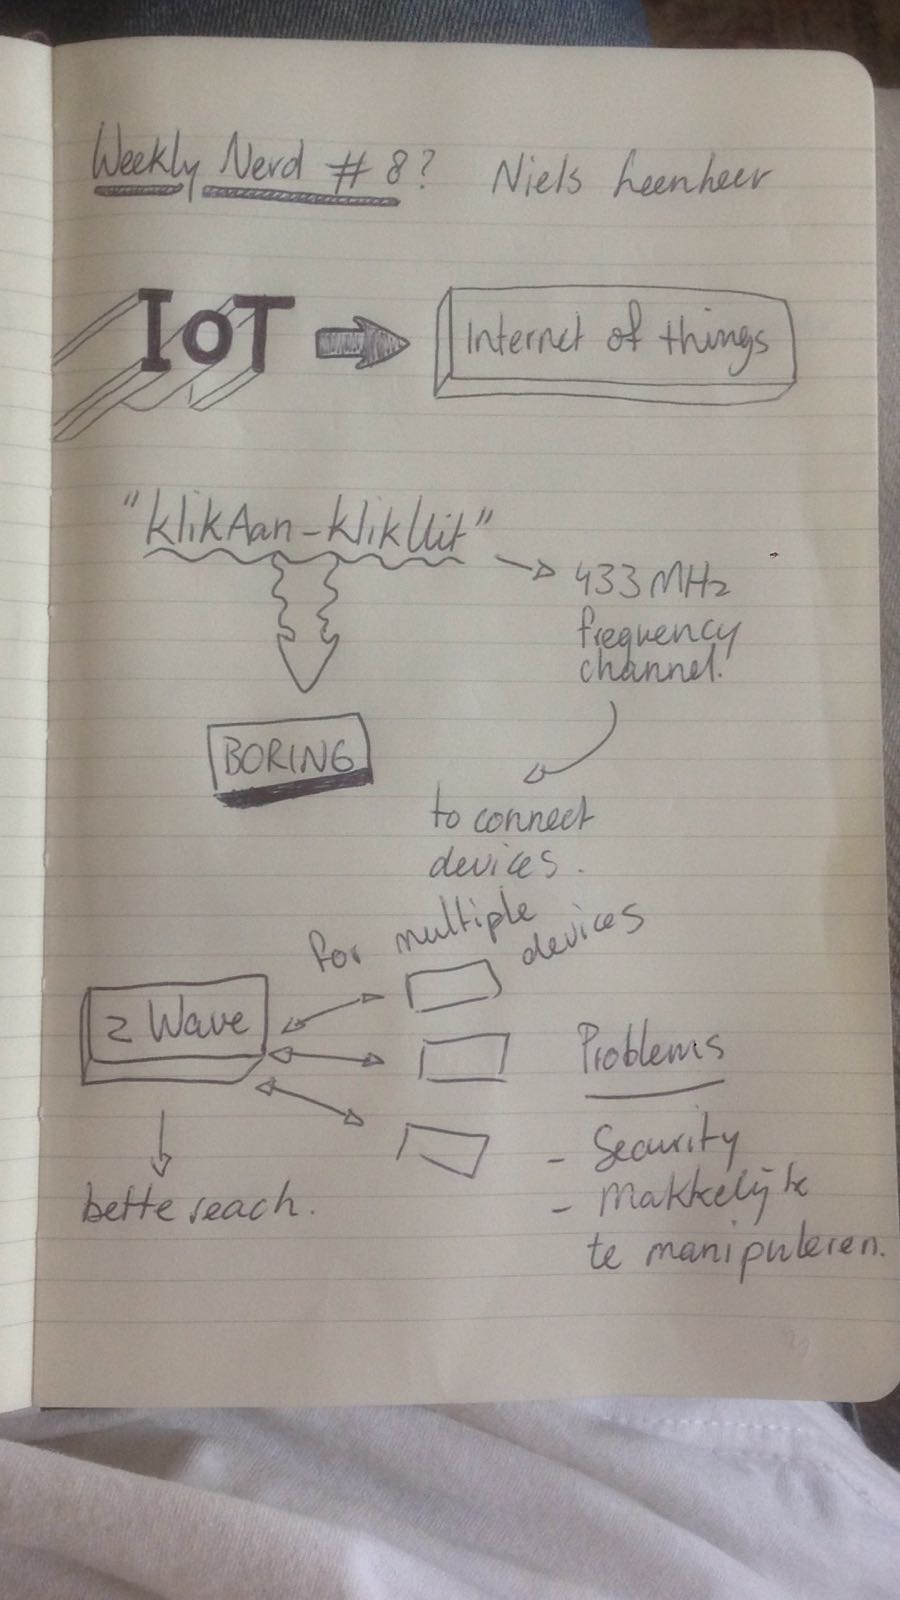 Weekly Nerd # 8? Niels Leenheer
IoT Internet of things
"KlikAan-KlikUit"
433 MHz
frequency
channel.
BORING
to connect
devices.
for multiple devices
z Wave
bette reach.
Problems
- Security
- Makkelijk
te manipuleren.